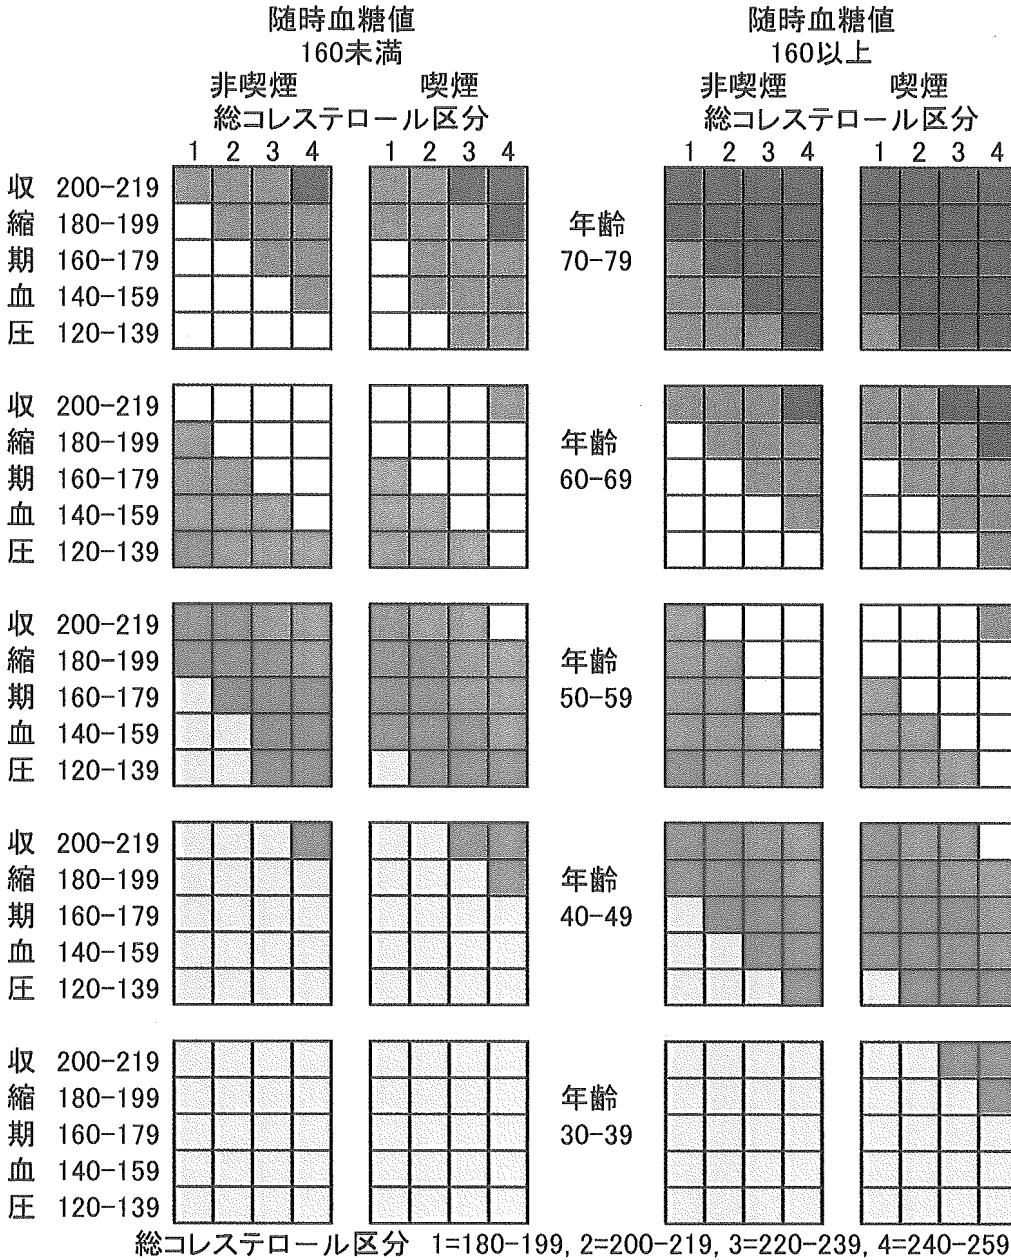 随時血糖値 随時血糖値
160未満 160以上
非喫煙 喫煙 非喫煙 喫煙
総コレステロール区分 総コレステロール区分
1 2 3 4 1 2 3 4 1 2 3 4 1 2 3 4
収 200-219
縮 180-199 年齢
期 160-179 70-79
血 140-159
圧 120-139
収 200-219
縮 180-199 年齢
期 160-179 60-69
血 140-159
圧 120-139
収 200-219
縮 180-199 年齢
期 160-179 50-59
血 140-159
圧 120-139
収 200-219
縮 180-199 年齢
期 160-179 40-49
血 140-159
圧 120-139
収 200-219
縮 180-199 年齢
期 160-179 30-39
血 140-159
圧 120-139
総コレステロール区分 1=180-199, 2=200-219, 3=220-239, 4=240-259